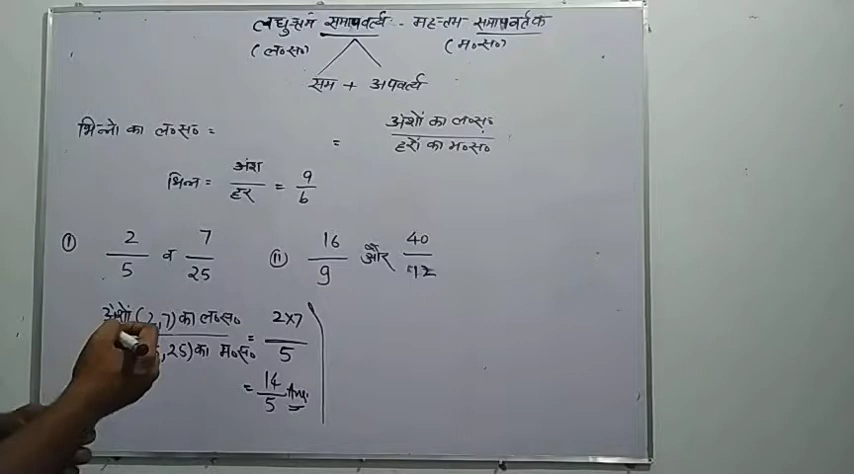 लघुत्तम समापवर्त्य - महत्तम समापवर्तक
(ल०स०) (म०स०)
सम + अपवर्त्य
भिन्नो का ल०स० = = अंशों का ल०स० / हरों का म०स०
भिन्न = अंश / हर = a / b
(i) 2/5 व 7/25 (ii) 16/9 और 40/12
अंशों (2,7) का ल०स० / ,25) का म०स० = 2×7 / 5
= 14/5 Ans.